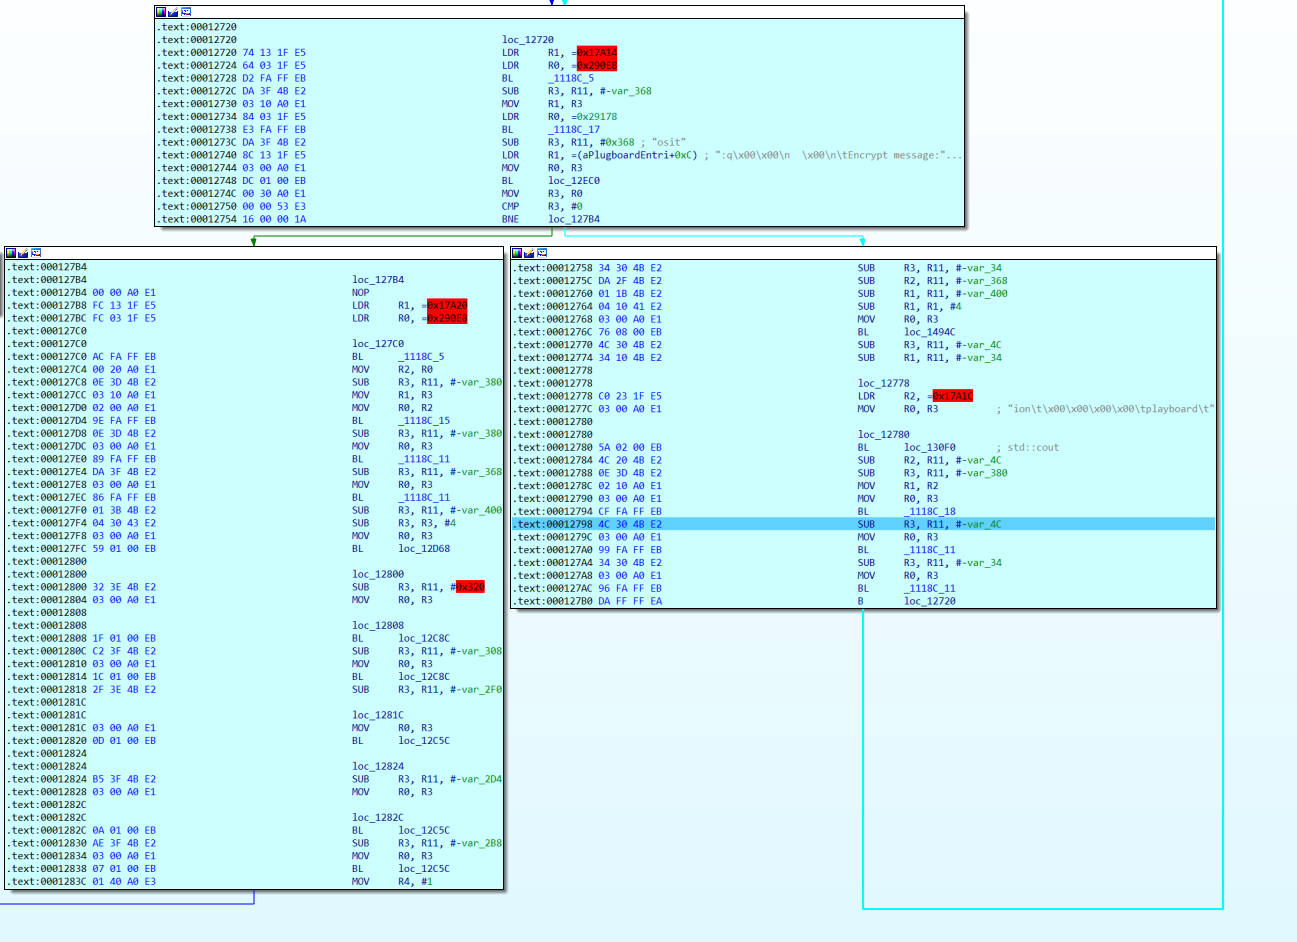 .text:00012720
.text:00012720 loc_12720
.text:00012720 74 13 1F E5 LDR R1, =0x17A14
.text:00012724 64 03 1F E5 LDR R0, =0x290E8
.text:00012728 D2 FA FF EB BL _1118C_5
.text:0001272C DA 3F 4B E2 SUB R3, R11, #-var_368
.text:00012730 03 10 A0 E1 MOV R1, R3
.text:00012734 84 03 1F E5 LDR R0, =0x29178
.text:00012738 E3 FA FF EB BL _1118C_17
.text:0001273C DA 3F 4B E2 SUB R3, R11, #0x368 ; "osit"
.text:00012740 8C 13 1F E5 LDR R1, =(aPlugboardEntri+0xC) ; ":q\x00\x00\n \x00\n\tEncrypt message:"...
.text:00012744 03 00 A0 E1 MOV R0, R3
.text:00012748 DC 01 00 EB BL loc_12EC0
.text:0001274C 00 30 A0 E1 MOV R3, R0
.text:00012750 00 00 53 E3 CMP R3, #0
.text:00012754 16 00 00 1A BNE loc_127B4
.text:000127B4
.text:000127B4 loc_127B4
.text:000127B4 00 00 A0 E1 NOP
.text:000127B8 FC 13 1F E5 LDR R1, =0x17A20
.text:000127BC FC 03 1F E5 LDR R0, =0x290E8
.text:000127C0
.text:000127C0 loc_127C0
.text:000127C0 AC FA FF EB BL _1118C_5
.text:000127C4 00 20 A0 E1 MOV R2, R0
.text:000127C8 0E 3D 4B E2 SUB R3, R11, #-var_380
.text:000127CC 03 10 A0 E1 MOV R1, R3
.text:000127D0 02 00 A0 E1 MOV R0, R2
.text:000127D4 9E FA FF EB BL _1118C_15
.text:000127D8 0E 3D 4B E2 SUB R3, R11, #-var_380
.text:000127DC 03 00 A0 E1 MOV R0, R3
.text:000127E0 89 FA FF EB BL _1118C_11
.text:000127E4 DA 3F 4B E2 SUB R3, R11, #-var_368
.text:000127E8 03 00 A0 E1 MOV R0, R3
.text:000127EC 86 FA FF EB BL _1118C_11
.text:000127F0 01 3B 4B E2 SUB R3, R11, #-var_400
.text:000127F4 04 30 43 E2 SUB R3, R3, #4
.text:000127F8 03 00 A0 E1 MOV R0, R3
.text:000127FC 59 01 00 EB BL loc_12D68
.text:00012800
.text:00012800 loc_12800
.text:00012800 32 3E 4B E2 SUB R3, R11, #0x320
.text:00012804 03 00 A0 E1 MOV R0, R3
.text:00012808
.text:00012808 loc_12808
.text:00012808 1F 01 00 EB BL loc_12C8C
.text:0001280C C2 3F 4B E2 SUB R3, R11, #-var_308
.text:00012810 03 00 A0 E1 MOV R0, R3
.text:00012814 1C 01 00 EB BL loc_12C8C
.text:00012818 2F 3E 4B E2 SUB R3, R11, #-var_2F0
.text:0001281C
.text:0001281C loc_1281C
.text:0001281C 03 00 A0 E1 MOV R0, R3
.text:00012820 0D 01 00 EB BL loc_12C5C
.text:00012824
.text:00012824 loc_12824
.text:00012824 B5 3F 4B E2 SUB R3, R11, #-var_2D4
.text:00012828 03 00 A0 E1 MOV R0, R3
.text:0001282C
.text:0001282C loc_1282C
.text:0001282C 0A 01 00 EB BL loc_12C5C
.text:00012830 AE 3F 4B E2 SUB R3, R11, #-var_2B8
.text:00012834 03 00 A0 E1 MOV R0, R3
.text:00012838 07 01 00 EB BL loc_12C5C
.text:0001283C 01 40 A0 E3 MOV R4, #1
.text:00012758 34 30 4B E2 SUB R3, R11, #-var_34
.text:0001275C DA 2F 4B E2 SUB R2, R11, #-var_368
.text:00012760 01 1B 4B E2 SUB R1, R11, #-var_400
.text:00012764 04 10 41 E2 SUB R1, R1, #4
.text:00012768 03 00 A0 E1 MOV R0, R3
.text:0001276C 76 08 00 EB BL loc_1494C
.text:00012770 4C 30 4B E2 SUB R3, R11, #-var_4C
.text:00012774 34 10 4B E2 SUB R1, R11, #-var_34
.text:00012778
.text:00012778 loc_12778
.text:00012778 C0 23 1F E5 LDR R2, =0x17A1C
.text:0001277C 03 00 A0 E1 MOV R0, R3 ; "ion\t\x00\x00\x00\x00\tplayboard\t"
.text:00012780
.text:00012780 loc_12780
.text:00012780 5A 02 00 EB BL loc_130F0 ; std::cout
.text:00012784 4C 20 4B E2 SUB R2, R11, #-var_4C
.text:00012788 0E 3D 4B E2 SUB R3, R11, #-var_380
.text:0001278C 02 10 A0 E1 MOV R1, R2
.text:00012790 03 00 A0 E1 MOV R0, R3
.text:00012794 CF FA FF EB BL _1118C_18
.text:00012798 4C 30 4B E2 SUB R3, R11, #-var_4C
.text:0001279C 03 00 A0 E1 MOV R0, R3
.text:000127A0 99 FA FF EB BL _1118C_11
.text:000127A4 34 30 4B E2 SUB R3, R11, #-var_34
.text:000127A8 03 00 A0 E1 MOV R0, R3
.text:000127AC 96 FA FF EB BL _1118C_11
.text:000127B0 DA FF FF EA B loc_12720